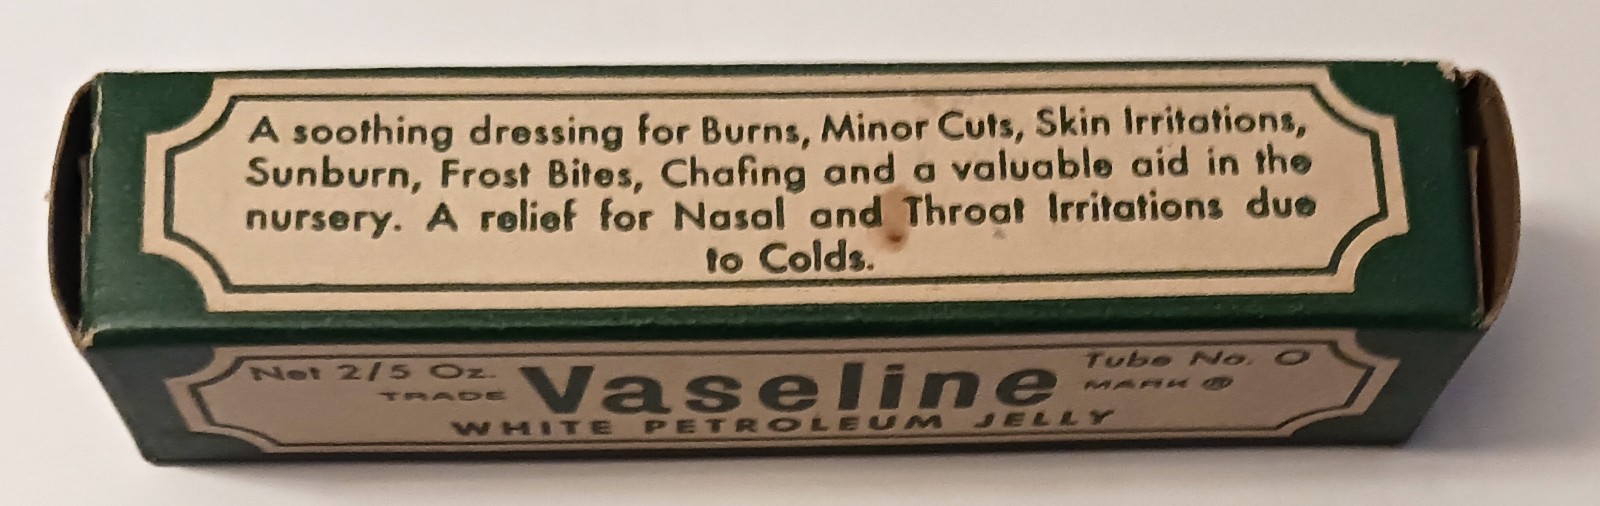 A soothing dressing for Burns, Minor Cuts, Skin Irritations,
Sunburn, Frost Bites, Chafing and a valuable aid in the
nursery. A relief for Nasal and Throat Irritations due
to Colds.
Net 2/5 Oz. Tube No. O
TRADE Vaseline MARK ®
WHITE PETROLEUM JELLY